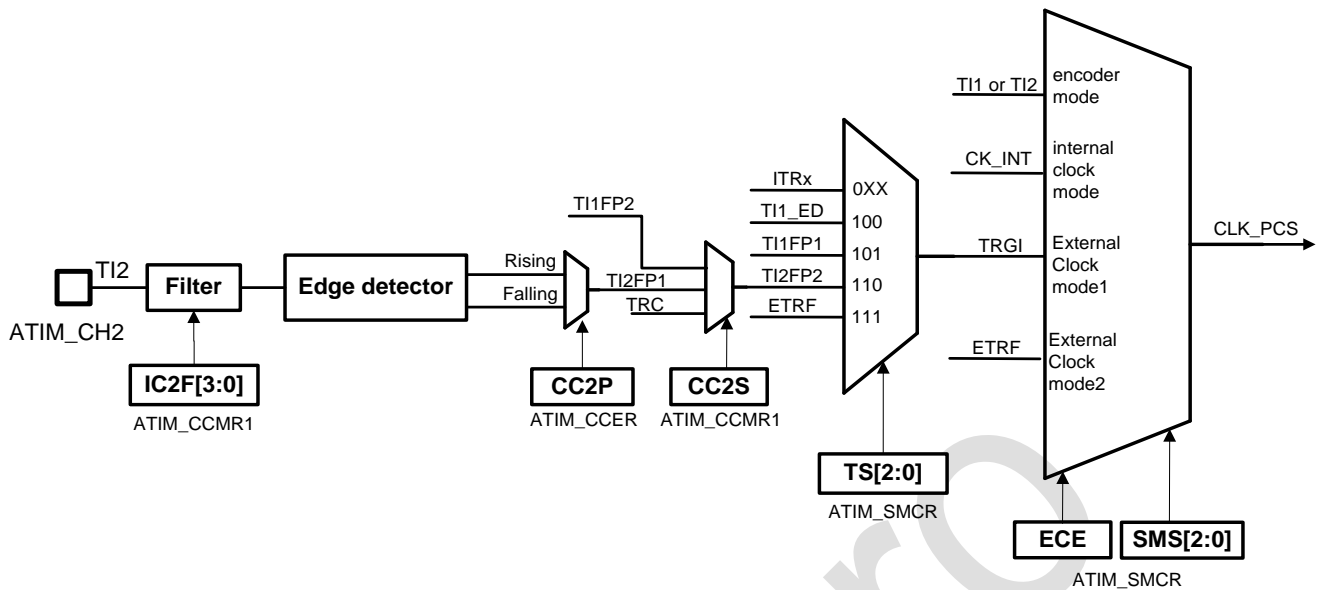 TI1 or TI2
encoder
mode
CK_INT
internal
clock
mode
ITRx
0XX
TI1_ED
100
TI1FP2
TI1FP1
101
TRGI
External
Clock
mode1
CLK_PCS
TI2
Filter
Edge detector
Rising
Falling
TI2FP1
TRC
TI2FP2
110
ETRF
111
ATIM_CH2
ETRF
External
Clock
mode2
IC2F[3:0]
ATIM_CCMR1
CC2P
ATIM_CCER
CC2S
ATIM_CCMR1
TS[2:0]
ATIM_SMCR
ECE
SMS[2:0]
ATIM_SMCR